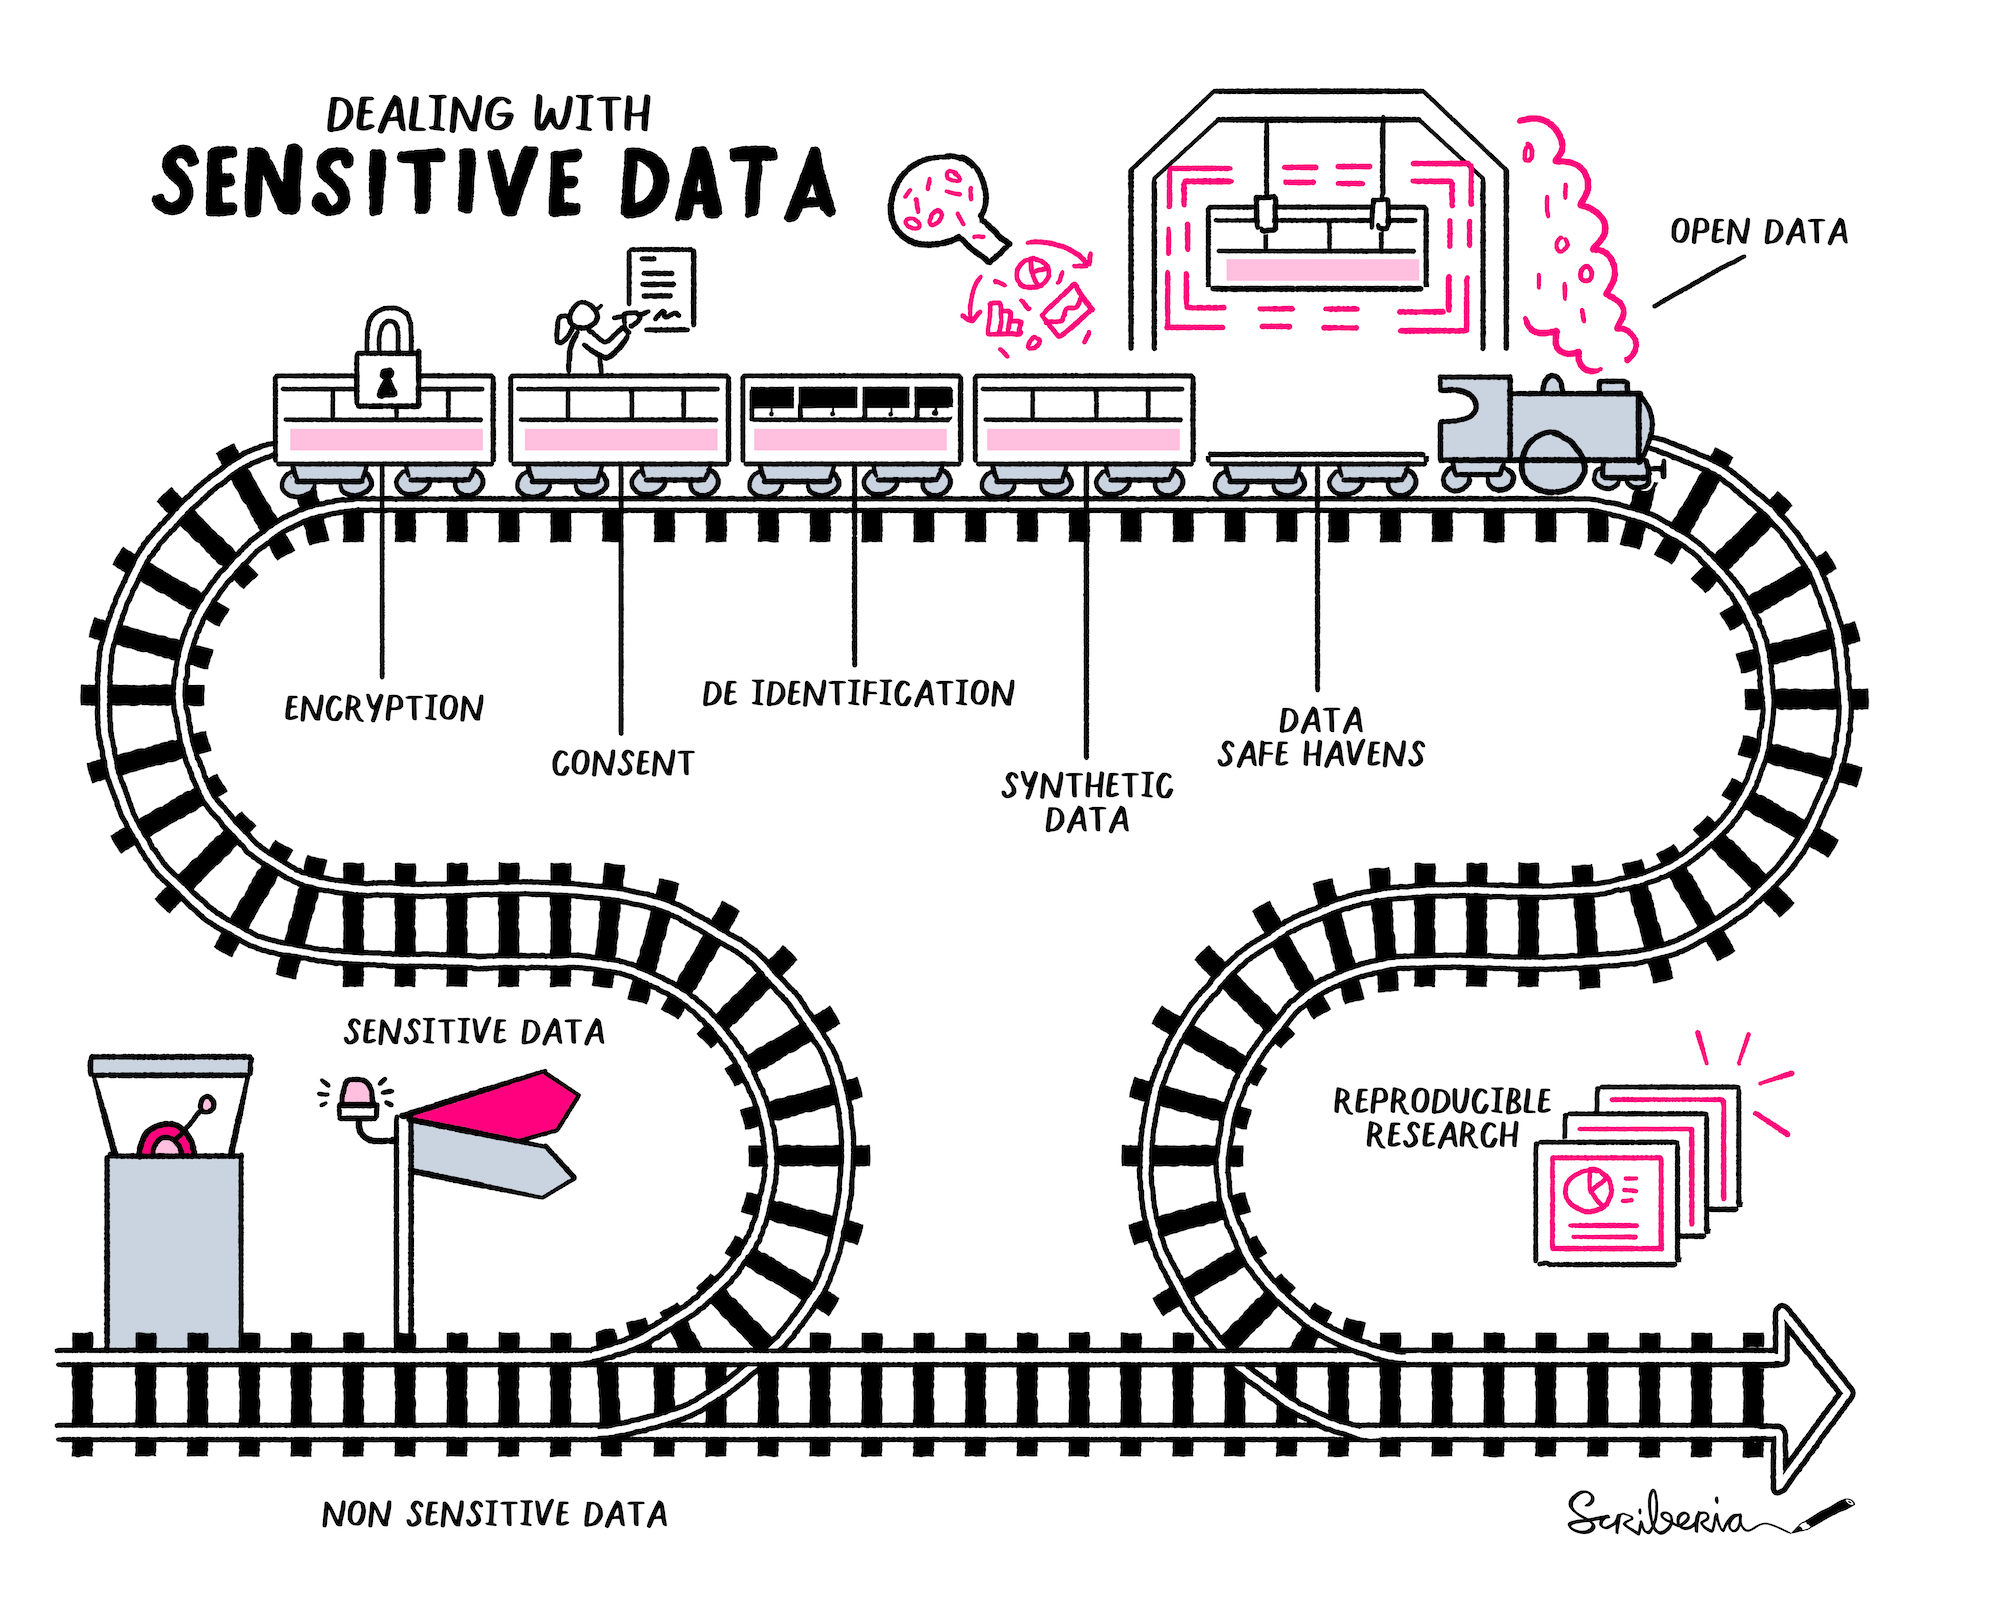 DEALING WITH
SENSITIVE DATA
OPEN DATA
ENCRYPTION
CONSENT
DE IDENTIFICATION
SYNTHETIC
DATA
DATA
SAFE HAVENS
SENSITIVE DATA
REPRODUCIBLE
RESEARCH
NON SENSITIVE DATA
Scriberia